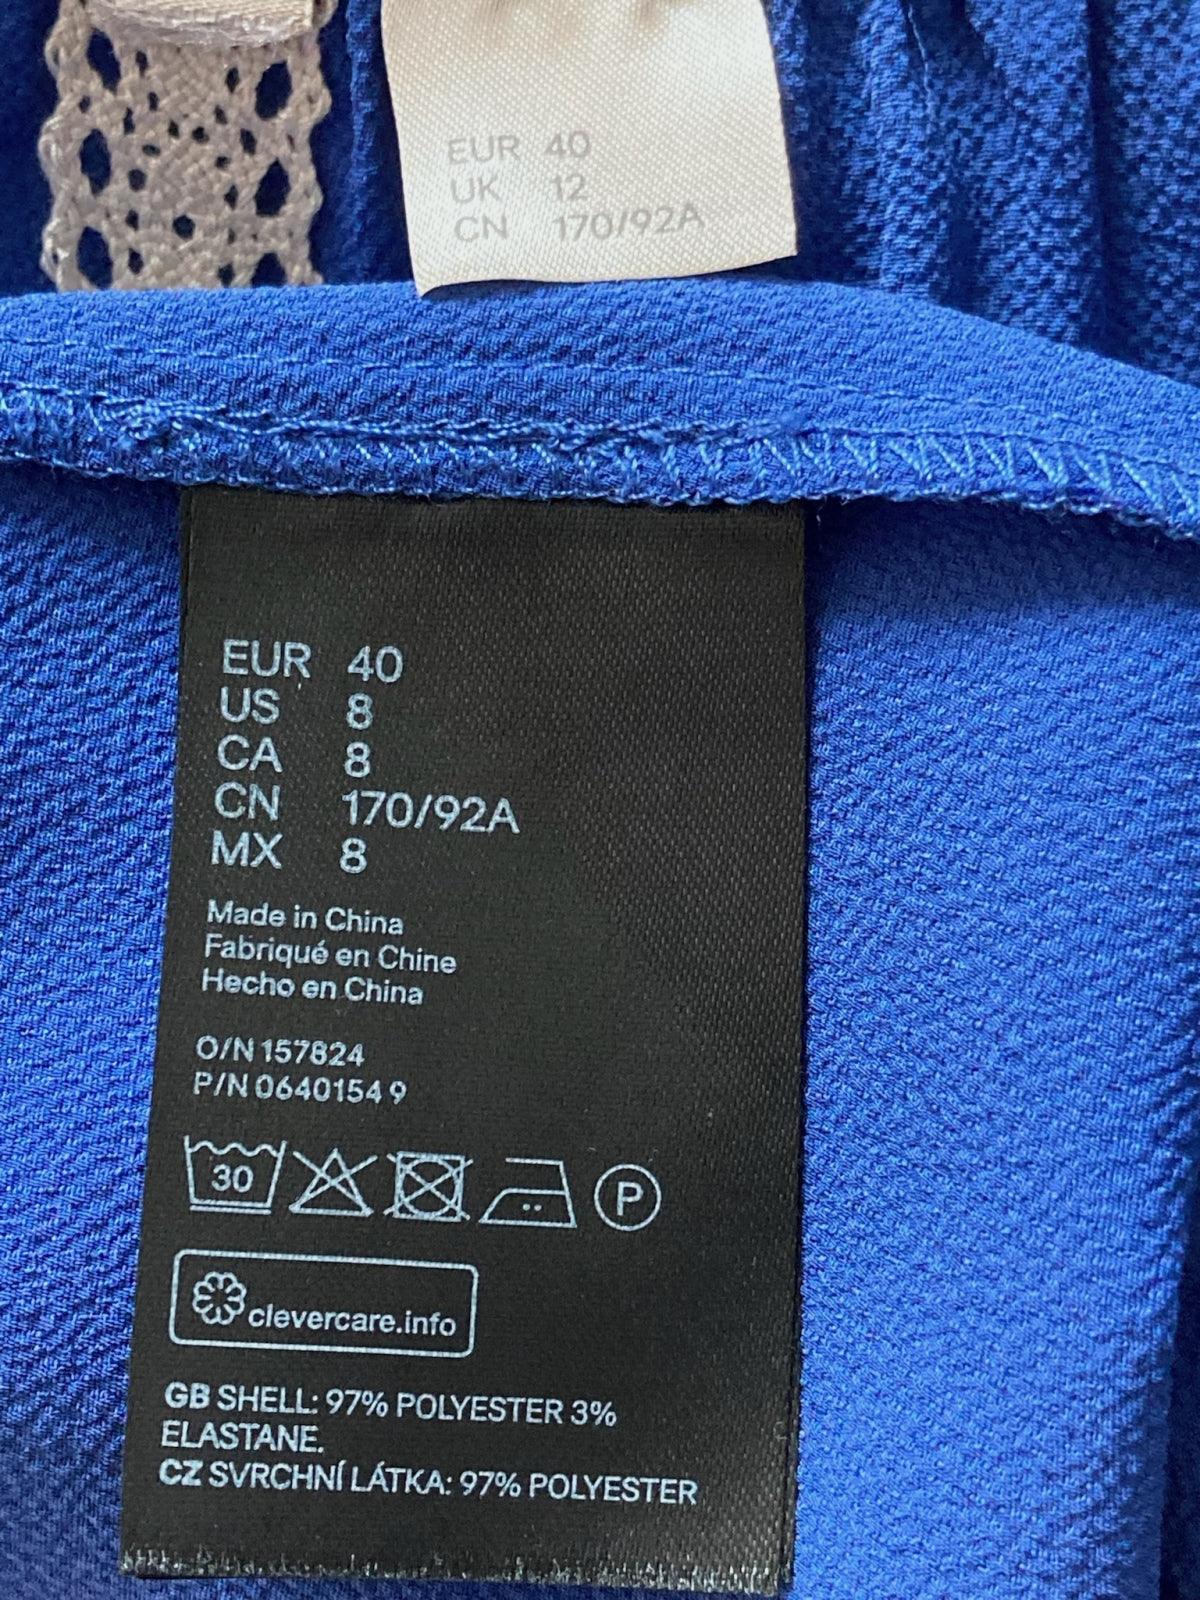 EUR 40
UK 12
CN 170/92A
EUR 40
US 8
CA 8
CN 170/92A
MX 8
Made in China
Fabriqué en Chine
Hecho en China
O/N 157824
P/N 0640154 9
30
P
clevercare.info
GB SHELL: 97% POLYESTER 3%
ELASTANE.
CZ SVRCHNÍ LÁTKA: 97% POLYESTER